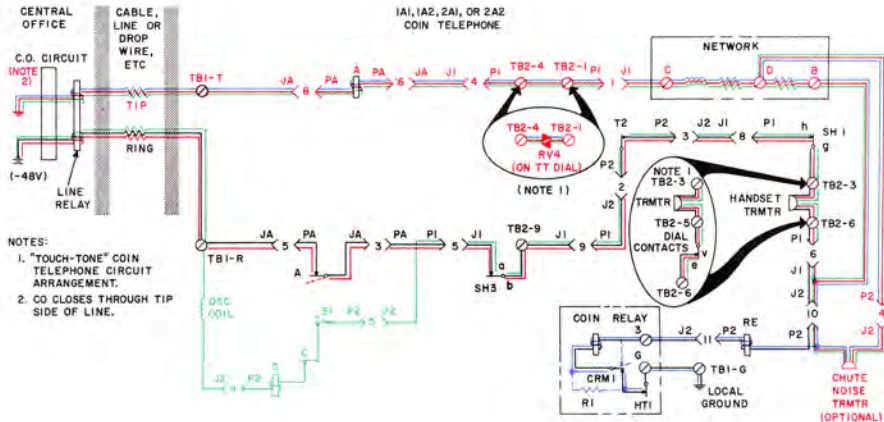 CENTRAL
OFFICE
C.O. CIRCUIT
(NOTE
2)
(-48V)
LINE
RELAY
CABLE,
LINE OR
DROP
WIRE,
ETC
TIP
RING
1A1, 1A2, 2A1, OR 2A2
COIN TELEPHONE
TB1-T
JA
8
PA
A
PA
6
JA
J1
4
P1
TB2-4
TB2-1
P1
1
J1
NETWORK
C
D
B
TB2-4
TB2-1
RV4
(ON TT DIAL)
(NOTE 1)
T2
P2
3
J2
J1
8
P1
h
SH1
g
P2
2
J2
NOTE 1
TB2-3
TRMTR
TB2-5
DIAL
CONTACTS
v
e
TB2-6
TB2-3
HANDSET
TRMTR
TB2-6
P1
6
J1
J2
10
P2
P2
4
J2
TB1-R
JA
5
PA
A
JA
3
PA
P1
5
J1
SH3
a
b
TB2-9
J1
9
P1
NOTES:
1. "TOUCH-TONE" COIN
TELEPHONE CIRCUIT
ARRANGEMENT.
2. CO CLOSES THROUGH TIP
SIDE OF LINE.
COIL
S1
P2
J2
J2
P2
C
COIN RELAY
3
J2
11
P2
RE
G
CRM1
R1
HT1
TB1-G
LOCAL
GROUND
CHUTE
NOISE
TRMTR
(OPTIONAL)